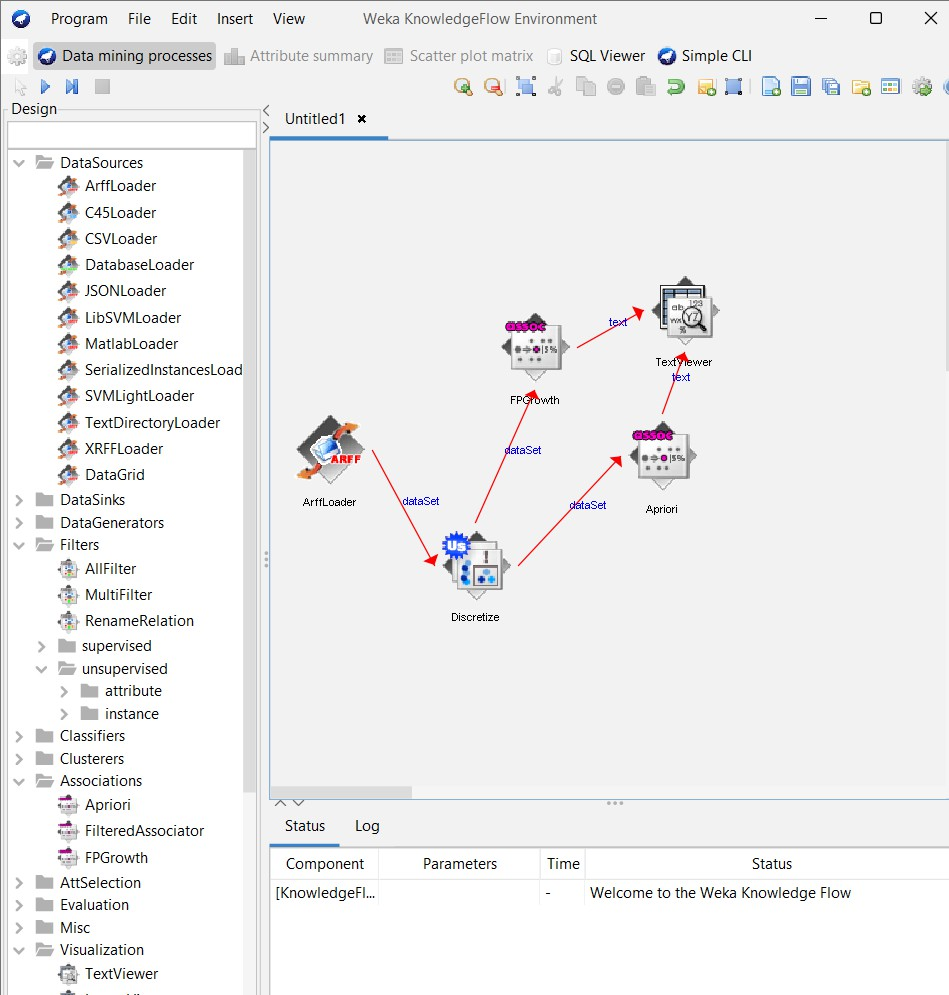 Program File Edit Insert View Weka KnowledgeFlow Environment
Data mining processes Attribute summary Scatter plot matrix SQL Viewer Simple CLI
Design
Untitled1
DataSources
ArffLoader
C45Loader
CSVLoader
DatabaseLoader
JSONLoader
LibSVMLoader
MatlabLoader
SerializedInstancesLoad
SVMLightLoader
TextDirectoryLoader
XRFFLoader
DataGrid
DataSinks
DataGenerators
Filters
AllFilter
MultiFilter
RenameRelation
supervised
unsupervised
attribute
instance
Classifiers
Clusterers
Associations
Apriori
FilteredAssociator
FPGrowth
AttSelection
Evaluation
Misc
Visualization
TextViewer
assoc
FPGrowth
text
TextViewer
text
assoc
Apriori
ARFF
ArffLoader
dataSet
dataSet
dataSet
Us
Discretize
Status Log
Component Parameters Time Status
[KnowledgeFl... - Welcome to the Weka Knowledge Flow